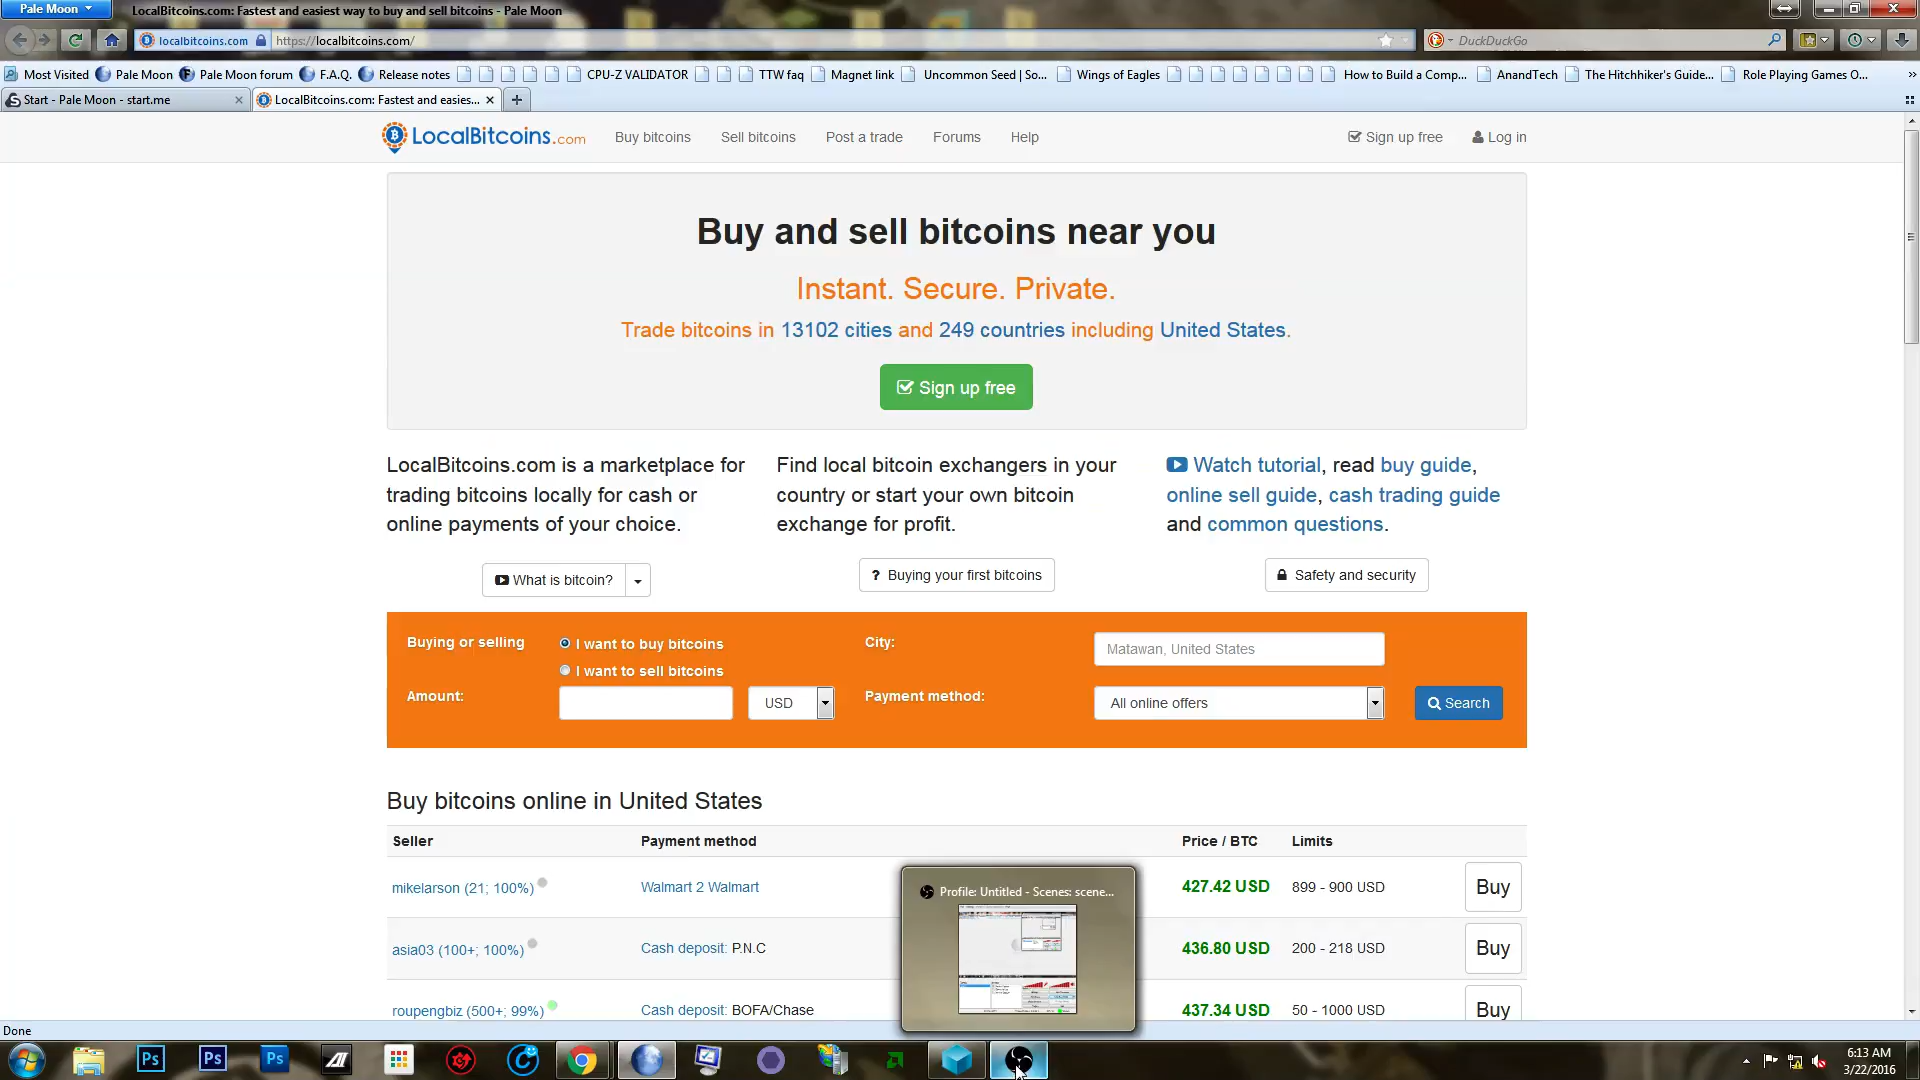 Pale Moon
LocalBitcoins.com: Fastest and easiest way to buy and sell bitcoins - Pale Moon
localbitcoins.com
https://localbitcoins.com/
DuckDuckGo
Most Visited
Pale Moon
Pale Moon forum
F.A.Q.
Release notes
CPU-Z VALIDATOR
TTW faq
Magnet link
Uncommon Seed | So...
Wings of Eagles
How to Build a Comp...
AnandTech
The Hitchhiker's Guide...
Role Playing Games O...
Start - Pale Moon - start.me
LocalBitcoins.com: Fastest and easies...
LocalBitcoins.com
Buy bitcoins
Sell bitcoins
Post a trade
Forums
Help
Sign up free
Log in
Buy and sell bitcoins near you
Instant. Secure. Private.
Trade bitcoins in 13102 cities and 249 countries including United States.
Sign up free
LocalBitcoins.com is a marketplace for
trading bitcoins locally for cash or
online payments of your choice.
What is bitcoin?
Find local bitcoin exchangers in your
country or start your own bitcoin
exchange for profit.
? Buying your first bitcoins
Watch tutorial, read buy guide,
online sell guide, cash trading guide
and common questions.
Safety and security
Buying or selling
I want to buy bitcoins
I want to sell bitcoins
City:
Matawan, United States
Amount:
USD
Payment method:
All online offers
Search
Buy bitcoins online in United States
Seller Payment method Price / BTC Limits
mikelarson (21; 100%) Walmart 2 Walmart 427.42 USD 899 - 900 USD Buy
asia03 (100+; 100%) Cash deposit: P.N.C 436.80 USD 200 - 218 USD Buy
roupengbiz (500+; 99%) Cash deposit: BOFA/Chase 437.34 USD 50 - 1000 USD Buy
Profile: Untitled - Scenes: scene...
Done
Ps
Ps
Ps
6:13 AM
3/22/2016